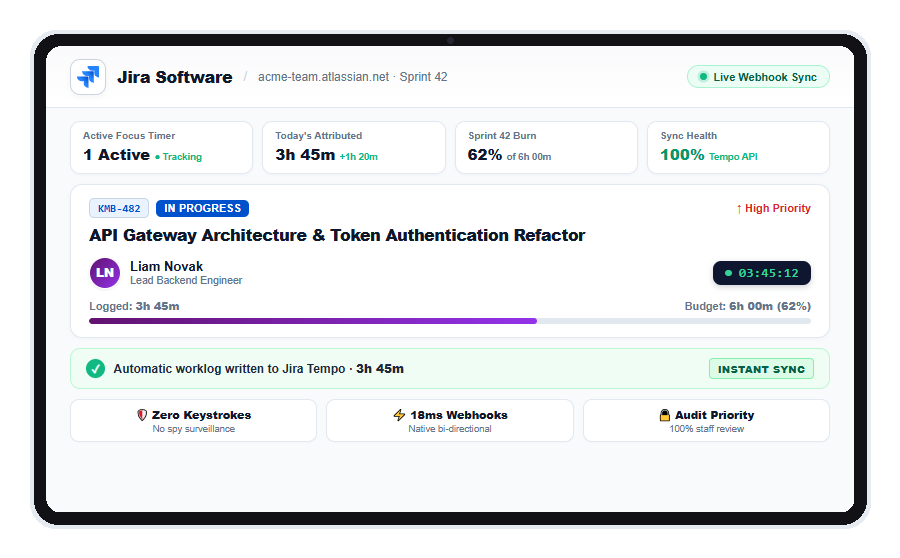 Jira Software / acme-team.atlassian.net · Sprint 42
Live Webhook Sync
Active Focus Timer
1 Active • Tracking
Today's Attributed
3h 45m +1h 20m
Sprint 42 Burn
62% of 6h 00m
Sync Health
100% Tempo API
KMB-482 IN PROGRESS
↑ High Priority
API Gateway Architecture & Token Authentication Refactor
LN
Liam Novak
Lead Backend Engineer
03:45:12
Logged: 3h 45m
Budget: 6h 00m (62%)
Automatic worklog written to Jira Tempo · 3h 45m
INSTANT SYNC
Zero Keystrokes
No spy surveillance
18ms Webhooks
Native bi-directional
Audit Priority
100% staff review